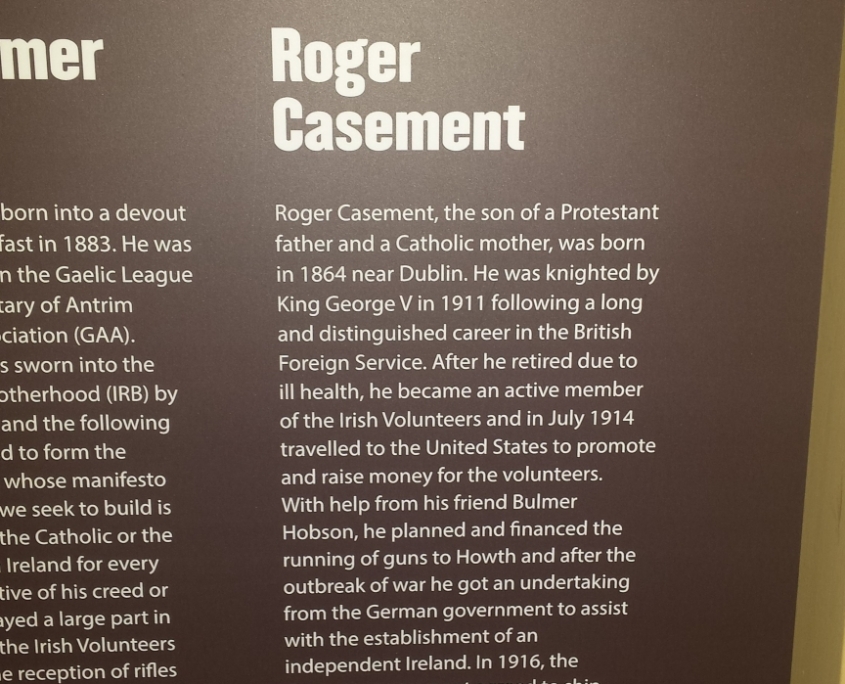 mer
born into a devout
fast in 1883. He was
n the Gaelic League
tary of Antrim
ociation (GAA).
s sworn into the
otherhood (IRB) by
and the following
d to form the
whose manifesto
we seek to build is
the Catholic or the
Ireland for every
tive of his creed or
ayed a large part in
the Irish Volunteers
e reception of rifles
Roger
Casement
Roger Casement, the son of a Protestant
father and a Catholic mother, was born
in 1864 near Dublin. He was knighted by
King George V in 1911 following a long
and distinguished career in the British
Foreign Service. After he retired due to
ill health, he became an active member
of the Irish Volunteers and in July 1914
travelled to the United States to promote
and raise money for the volunteers.
With help from his friend Bulmer
Hobson, he planned and financed the
running of guns to Howth and after the
outbreak of war he got an undertaking
from the German government to assist
with the establishment of an
independent Ireland. In 1916, the